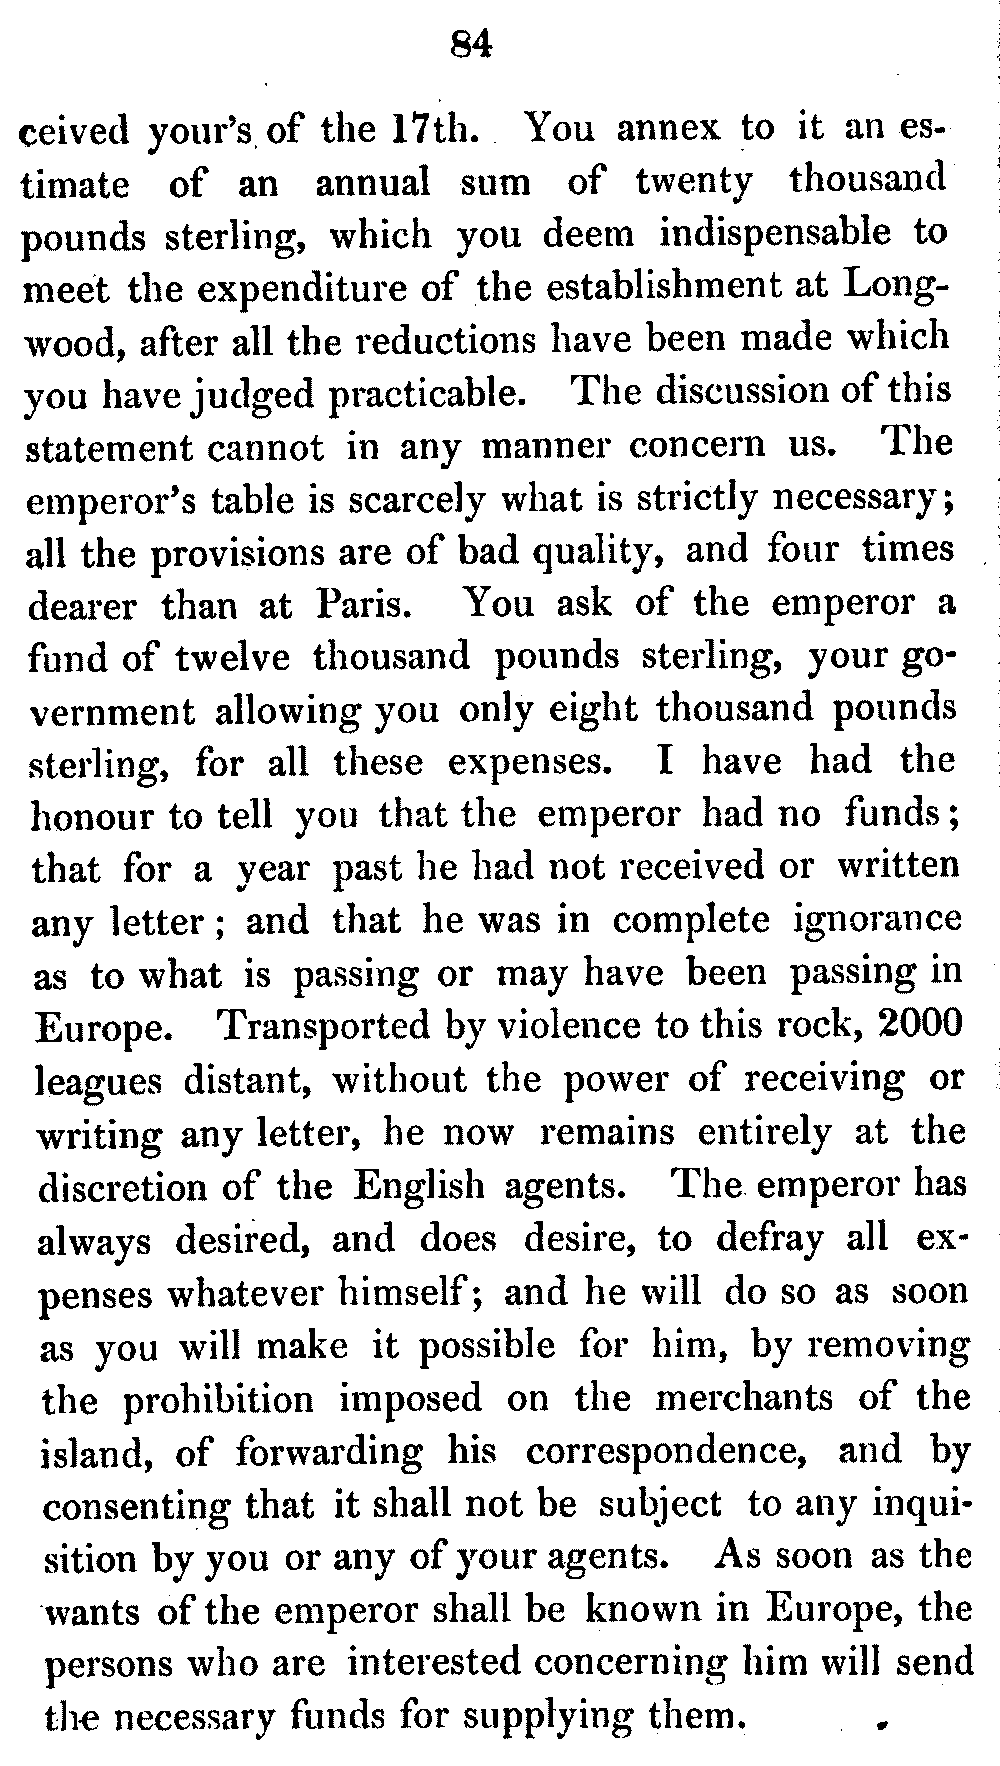 84
ceived your's of the 17th. You annex to it an es-
timate of an annual sum of twenty thousand
pounds sterling, which you deem indispensable to
meet the expenditure of the establishment at Long-
wood, after all the reductions have been made which
you have judged practicable. The discussion of this
statement cannot in any manner concern us. The
emperor's table is scarcely what is strictly necessary;
all the provisions are of bad quality, and four times
dearer than at Paris. You ask of the emperor a
fund of twelve thousand pounds sterling, your go-
vernment allowing you only eight thousand pounds
sterling, for all these expenses. I have had the
honour to tell you that the emperor had no funds;
that for a year past he had not received or written
any letter; and that he was in complete ignorance
as to what is passing or may have been passing in
Europe. Transported by violence to this rock, 2000
leagues distant, without the power of receiving or
writing any letter, he now remains entirely at the
discretion of the English agents. The emperor has
always desired, and does desire, to defray all ex-
penses whatever himself; and he will do so as soon
as you will make it possible for him, by removing
the prohibition imposed on the merchants of the
island, of forwarding his correspondence, and by
consenting that it shall not be subject to any inqui-
sition by you or any of your agents. As soon as the
wants of the emperor shall be known in Europe, the
persons who are interested concerning him will send
the necessary funds for supplying them.